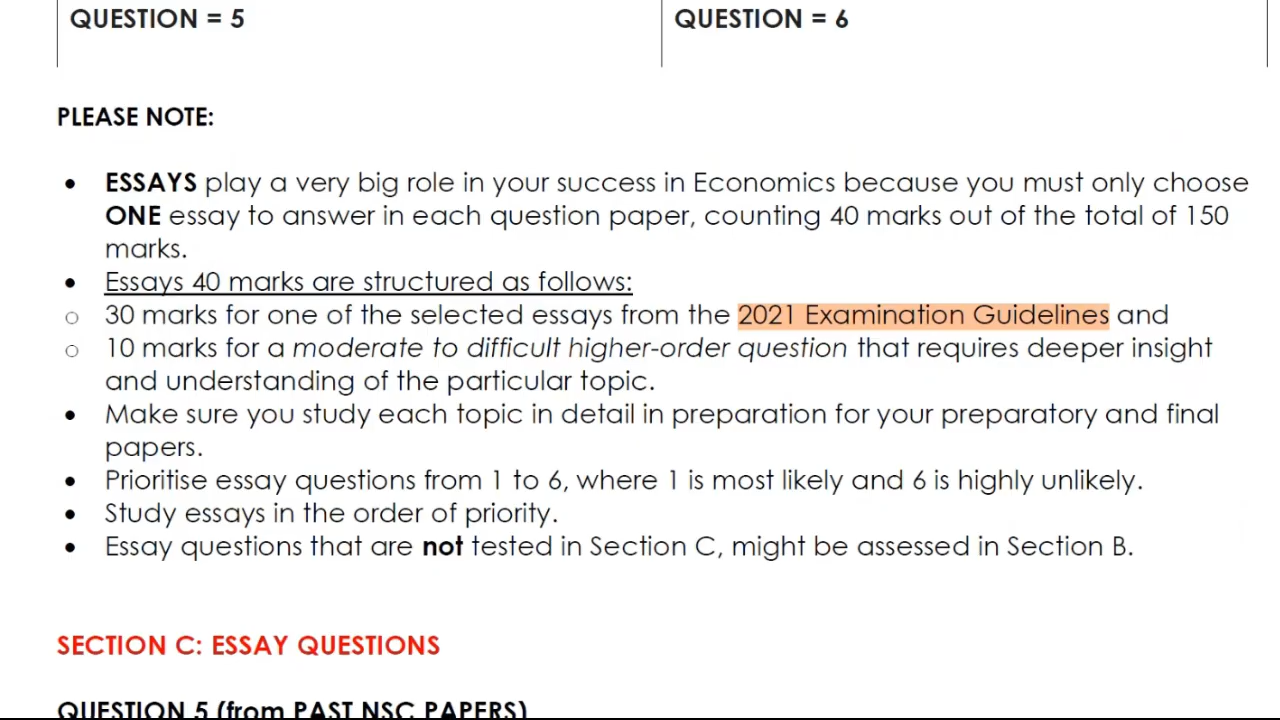 QUESTION = 5
QUESTION = 6
PLEASE NOTE:
• ESSAYS play a very big role in your success in Economics because you must only choose
ONE essay to answer in each question paper, counting 40 marks out of the total of 150
marks.
• Essays 40 marks are structured as follows:
○ 30 marks for one of the selected essays from the 2021 Examination Guidelines and
○ 10 marks for a moderate to difficult higher-order question that requires deeper insight
and understanding of the particular topic.
• Make sure you study each topic in detail in preparation for your preparatory and final
papers.
• Prioritise essay questions from 1 to 6, where 1 is most likely and 6 is highly unlikely.
• Study essays in the order of priority.
• Essay questions that are not tested in Section C, might be assessed in Section B.
SECTION C: ESSAY QUESTIONS
QUESTION 5 (from PAST NSC PAPERS)